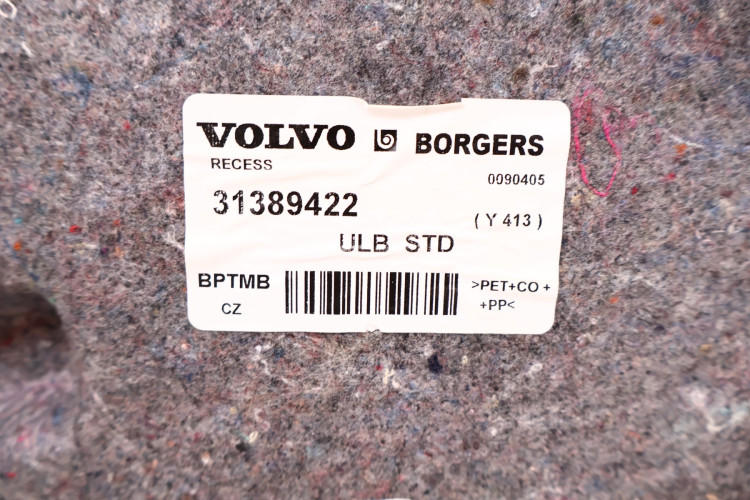 VOLVO BORGERS
RECESS
0090405
31389422
( Y 413 )
ULB STD
BPTMB
>PET+CO +
CZ
+PP<